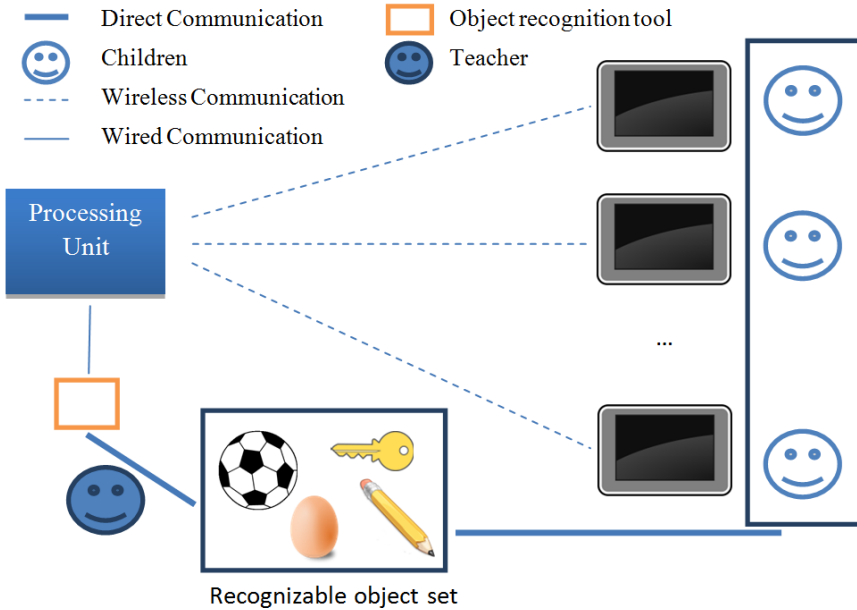 Direct Communication
Object recognition tool
Children
Teacher
Wireless Communication
Wired Communication
Processing
Unit
...
Recognizable object set